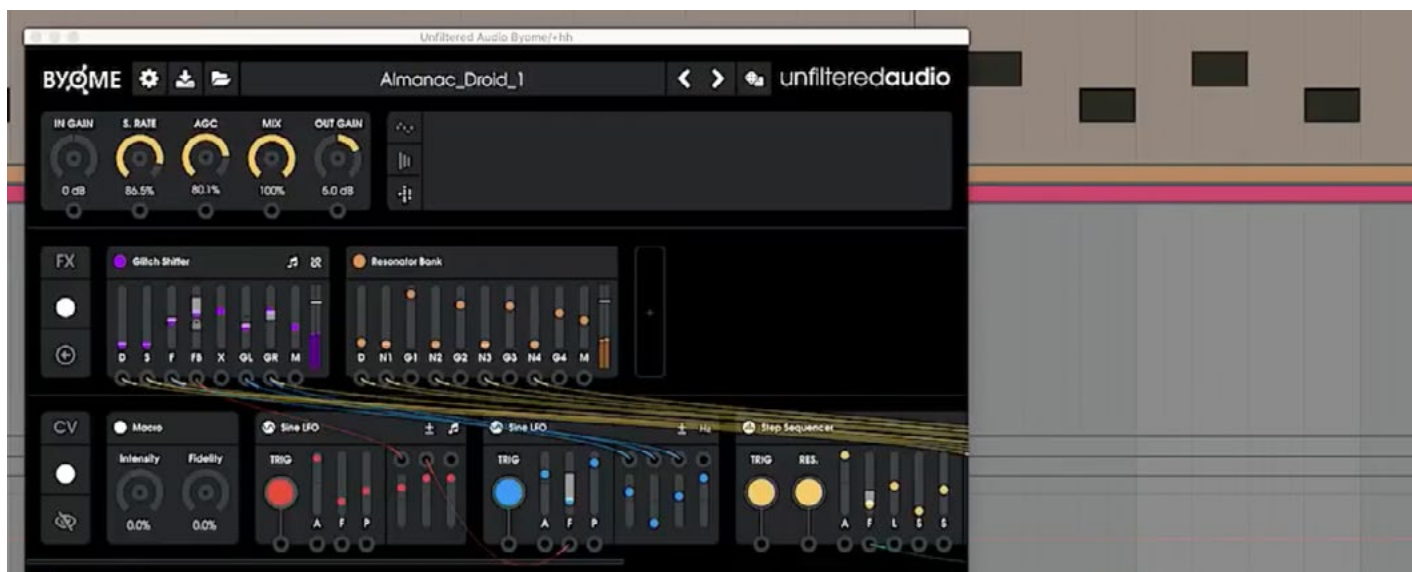 Unfiltered Audio Byome/+hh
BYOME Almanac_Droid_1 unfilteredaudio
IN GAIN S. RATE AGC MIX OUT GAIN
0 dB 86.5% 80.1% 100% 5.0 dB
FX Glitch Shifter Resonator Bank
D S F FB X GL GR M D N1 G1 N2 G2 N3 G3 N4 G4 M
CV Macro Sine LFO Sine LFO Hz Step Sequencer
Intensity Fidelity TRIG TRIG TRIG RES.
0.0% 0.0% A F P A F P A F L S S